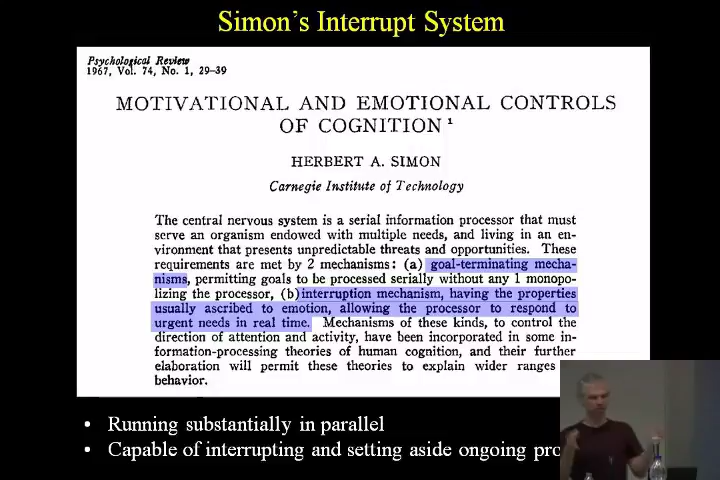 Simon's Interrupt System
Psychological Review
1967, Vol. 74, No. 1, 29-39
MOTIVATIONAL AND EMOTIONAL CONTROLS
OF COGNITION 1
HERBERT A. SIMON
Carnegie Institute of Technology
The central nervous system is a serial information processor that must
serve an organism endowed with multiple needs, and living in an en-
vironment that presents unpredictable threats and opportunities. These
requirements are met by 2 mechanisms: (a) goal-terminating mecha-
nisms, permitting goals to be processed serially without any 1 monopo-
lizing the processor, (b) interruption mechanism, having the properties
usually ascribed to emotion, allowing the processor to respond to
urgent needs in real time. Mechanisms of these kinds, to control the
direction of attention and activity, have been incorporated in some in-
formation-processing theories of human cognition, and their further
elaboration will permit these theories to explain wider ranges
behavior.
• Running substantially in parallel
• Capable of interrupting and setting aside ongoing